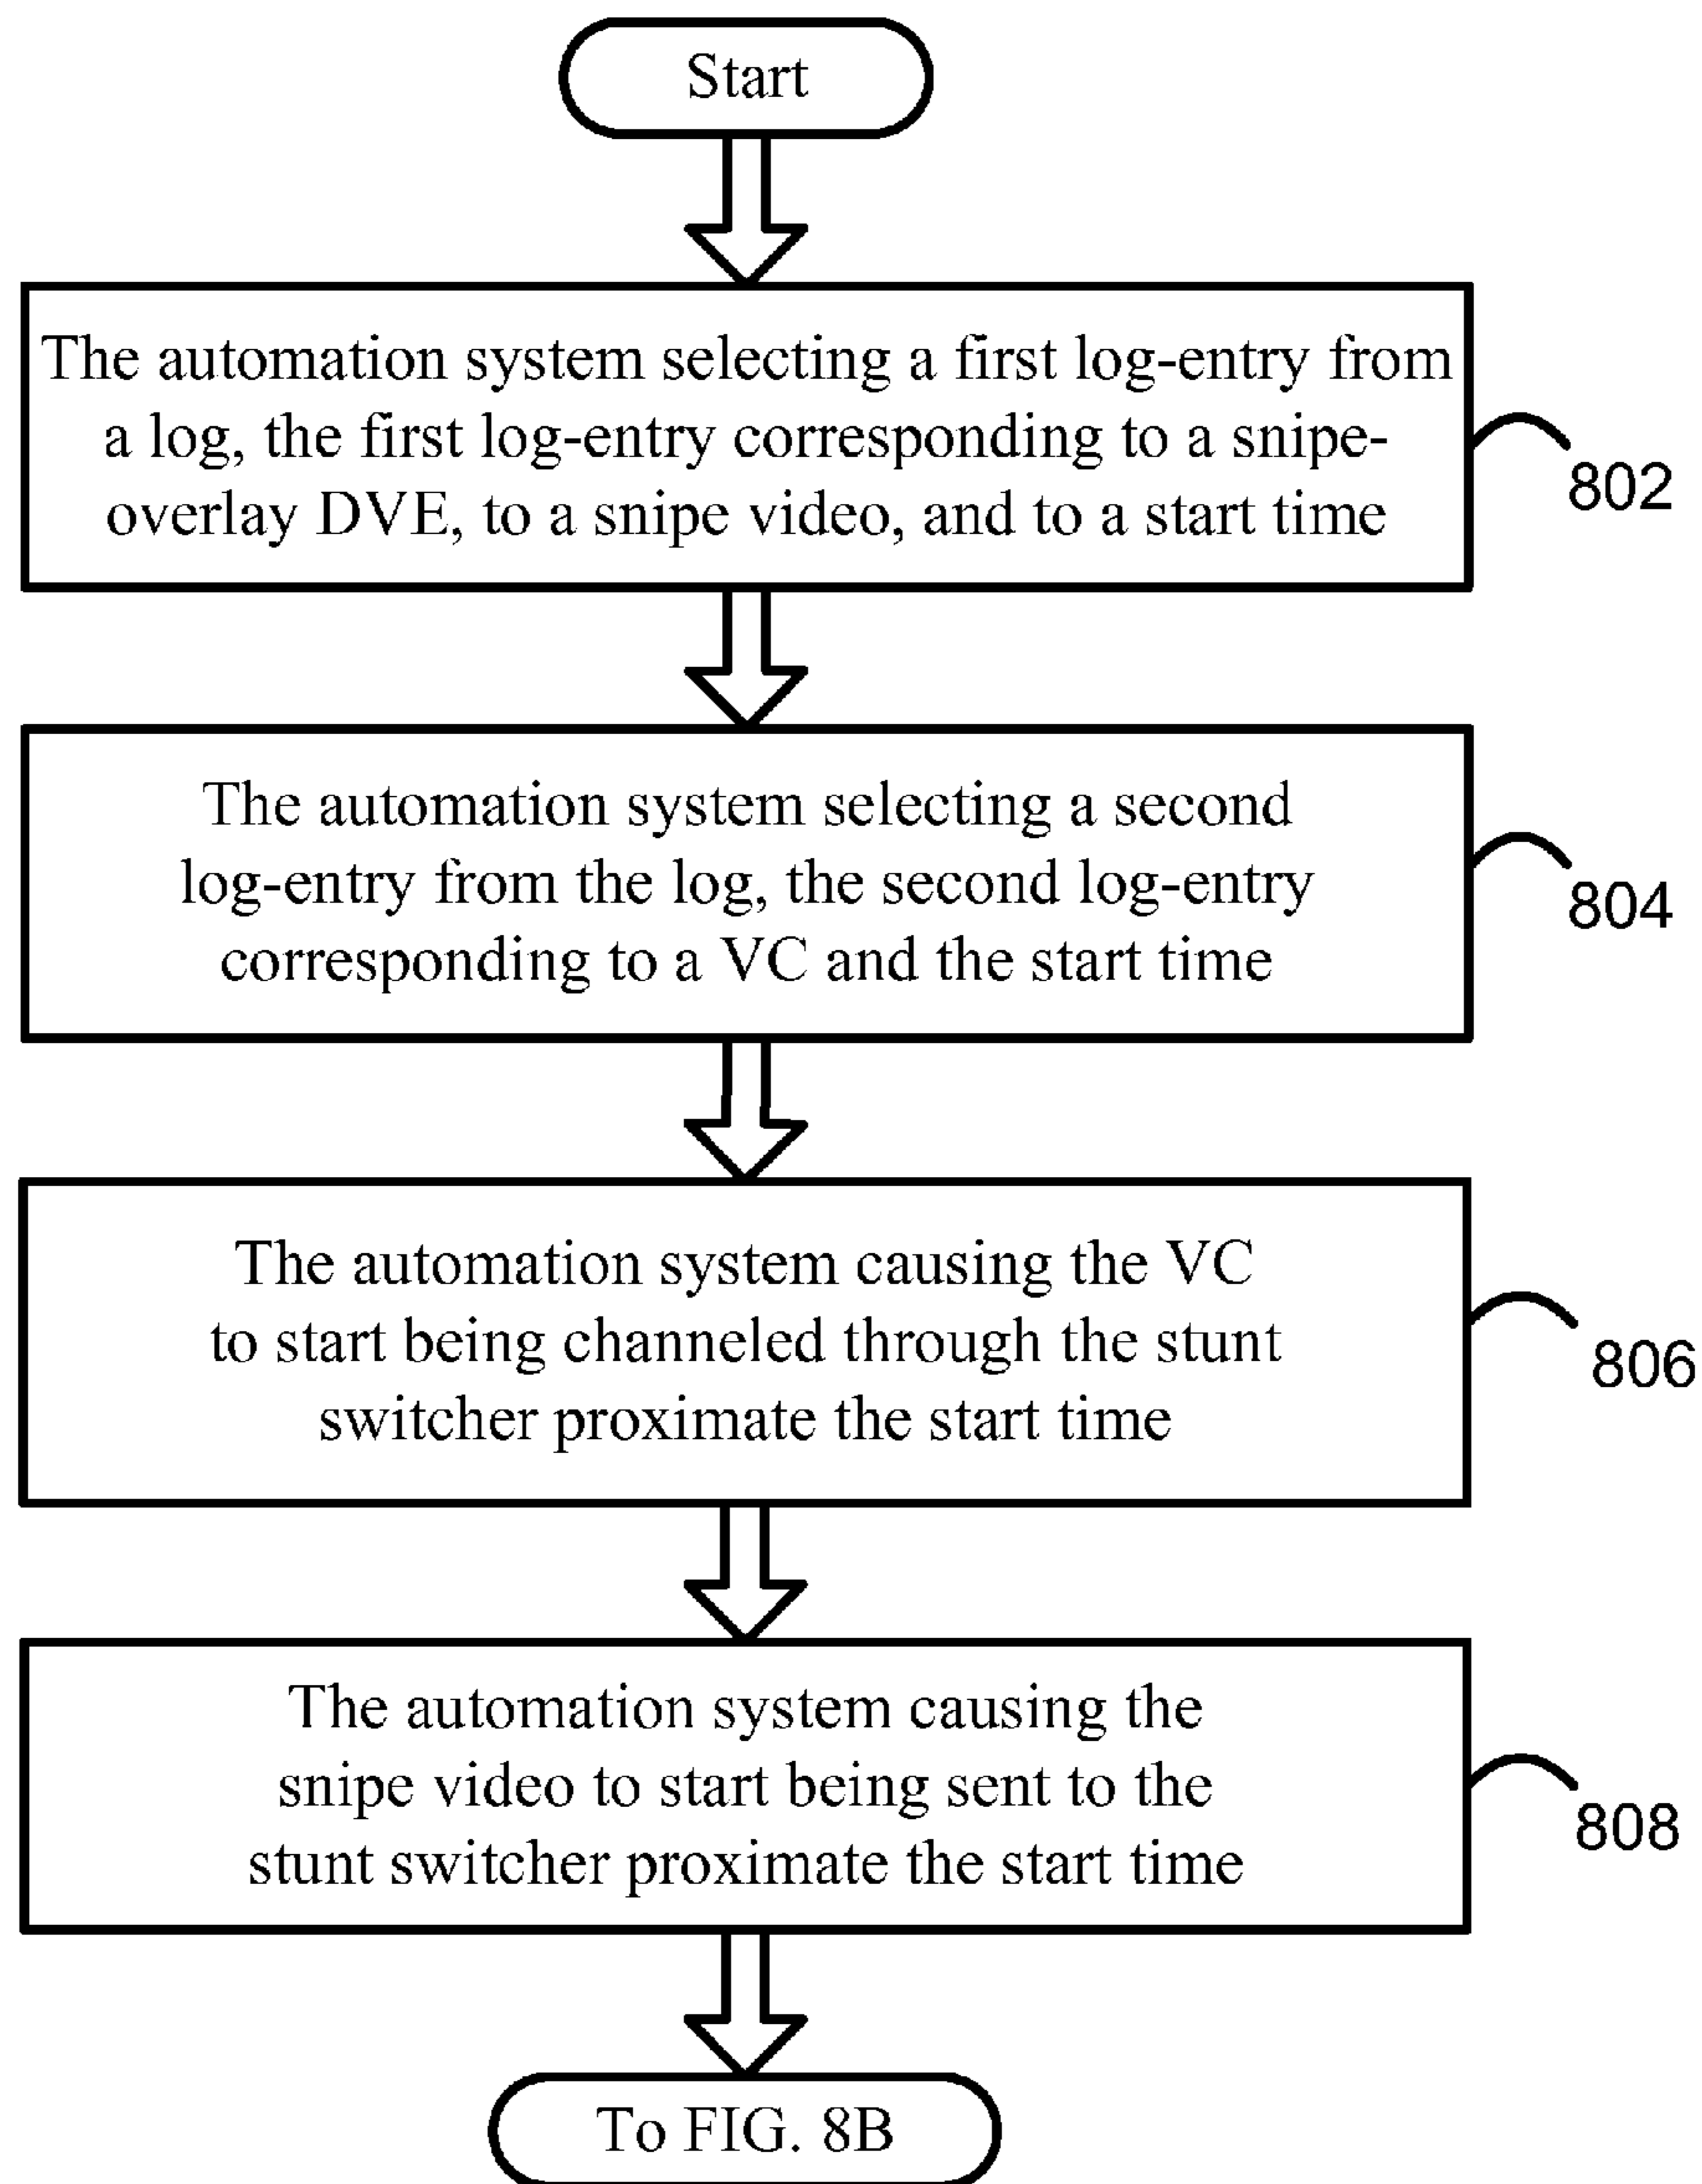 Start
The automation system selecting a first log-entry from
a log, the first log-entry corresponding to a snipe-
overlay DVE, to a snipe video, and to a start time
802
The automation system selecting a second
log-entry from the log, the second log-entry
corresponding to a VC and the start time
804
The automation system causing the VC
to start being channeled through the stunt
switcher proximate the start time
806
The automation system causing the
snipe video to start being sent to the
stunt switcher proximate the start time
808
To FIG. 8B